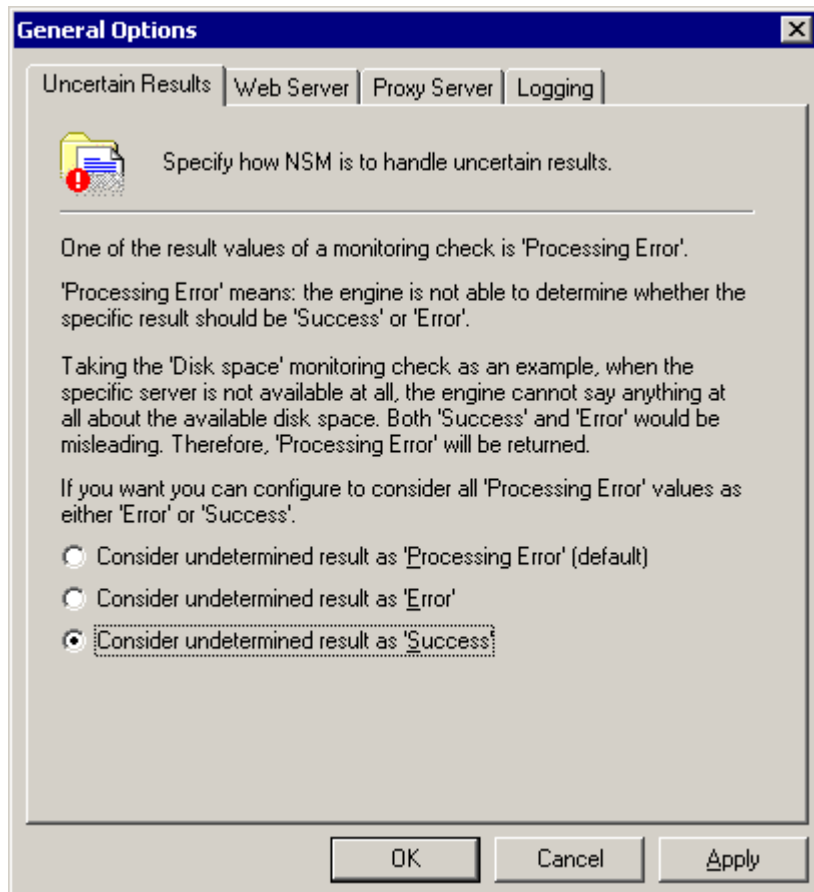 General Options
Uncertain Results
Web Server
Proxy Server
Logging
Specify how NSM is to handle uncertain results.
One of the result values of a monitoring check is 'Processing Error'.
'Processing Error' means: the engine is not able to determine whether the
specific result should be 'Success' or 'Error'.
Taking the 'Disk space' monitoring check as an example, when the
specific server is not available at all, the engine cannot say anything at
all about the available disk space. Both 'Success' and 'Error' would be
misleading. Therefore, 'Processing Error' will be returned.
If you want you can configure to consider all 'Processing Error' values as
either 'Error' or 'Success'.
Consider undetermined result as 'Processing Error' (default)
Consider undetermined result as 'Error'
Consider undetermined result as 'Success'
OK
Cancel
Apply